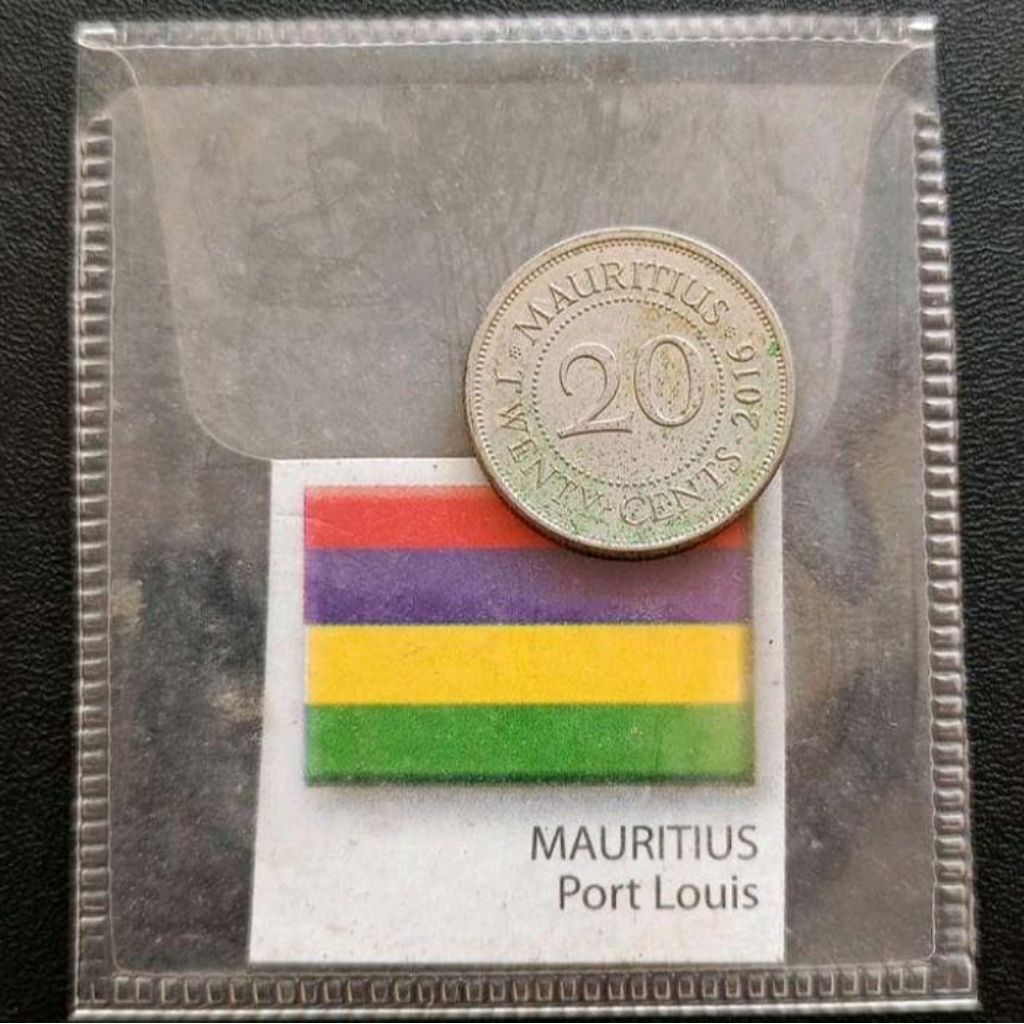 MAURITIUS
20
TWENTY CENTS 2016
MAURITIUS
Port Louis